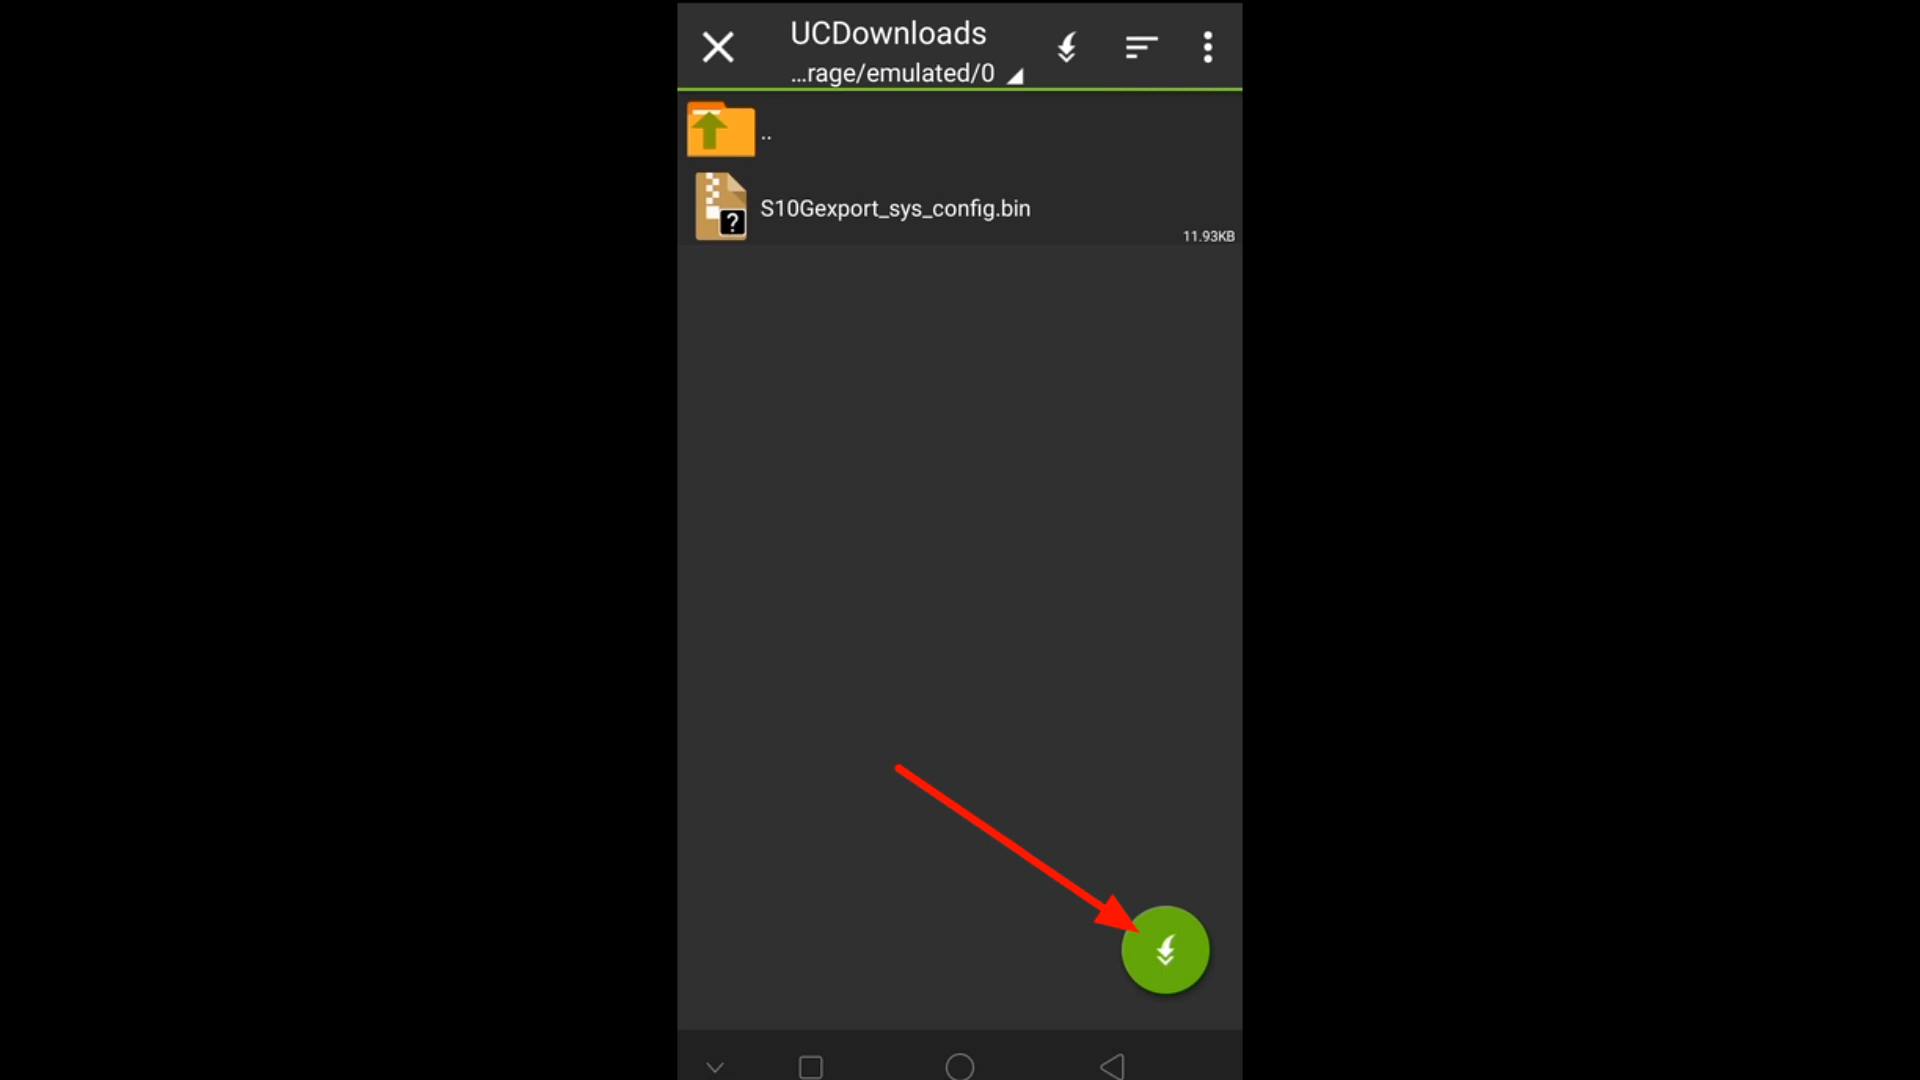 UCDownloads
...rage/emulated/0
..
?
S10Gexport_sys_config.bin
11.93KB